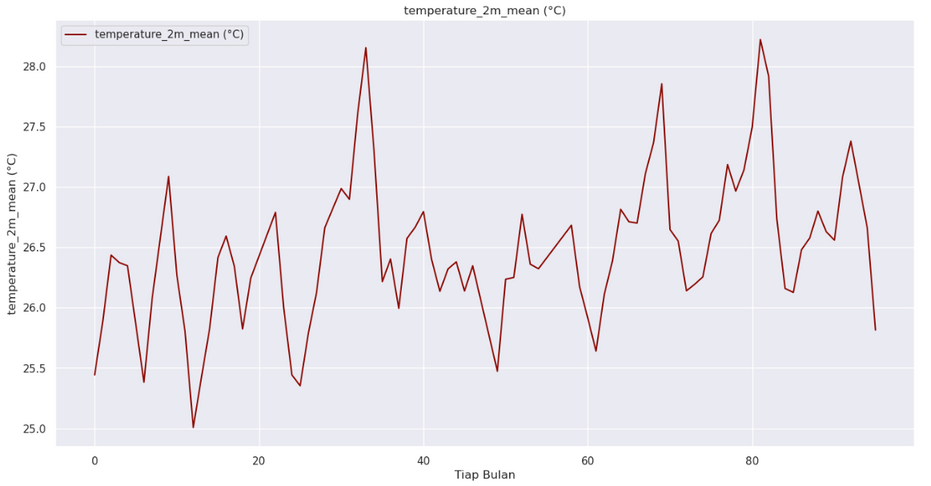 temperature_2m_mean (°C)
temperature_2m_mean (°C)
28.0
27.5
27.0
26.5
26.0
25.5
25.0
temperature_2m_mean (°C)
0 20 40 60 80
Tiap Bulan